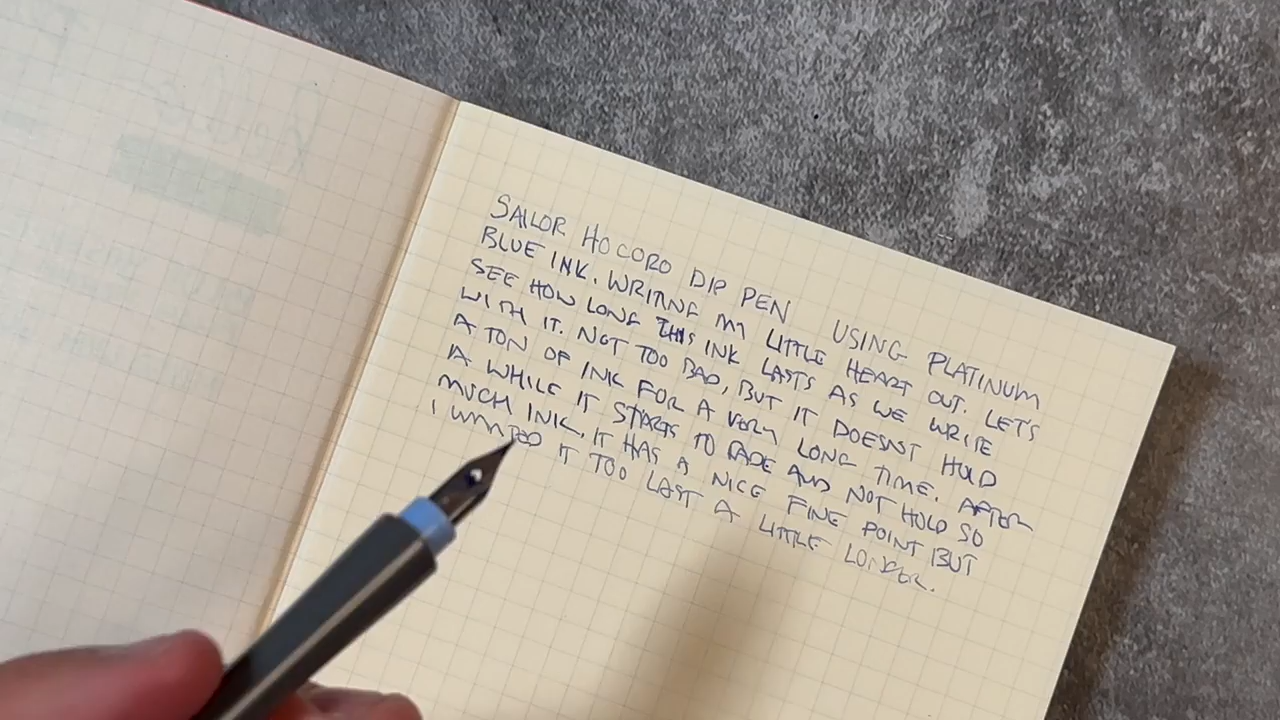 SAILOR HOCORO DIP PEN USING PLATINUM
BLUE INK. WRITING MY LITTLE HEART OUT. LET'S
SEE HOW LONG THIS INK LASTS AS WE WRITE
WITH IT. NOT TOO BAD, BUT IT DOESN'T HOLD
A TON OF INK FOR A VERY LONG TIME. AFTER
A WHILE IT STARTS TO FADE AND NOT HOLD SO
MUCH INK. IT HAS A NICE FINE POINT BUT
I WANTED IT TOO LAST A LITTLE LONGER.